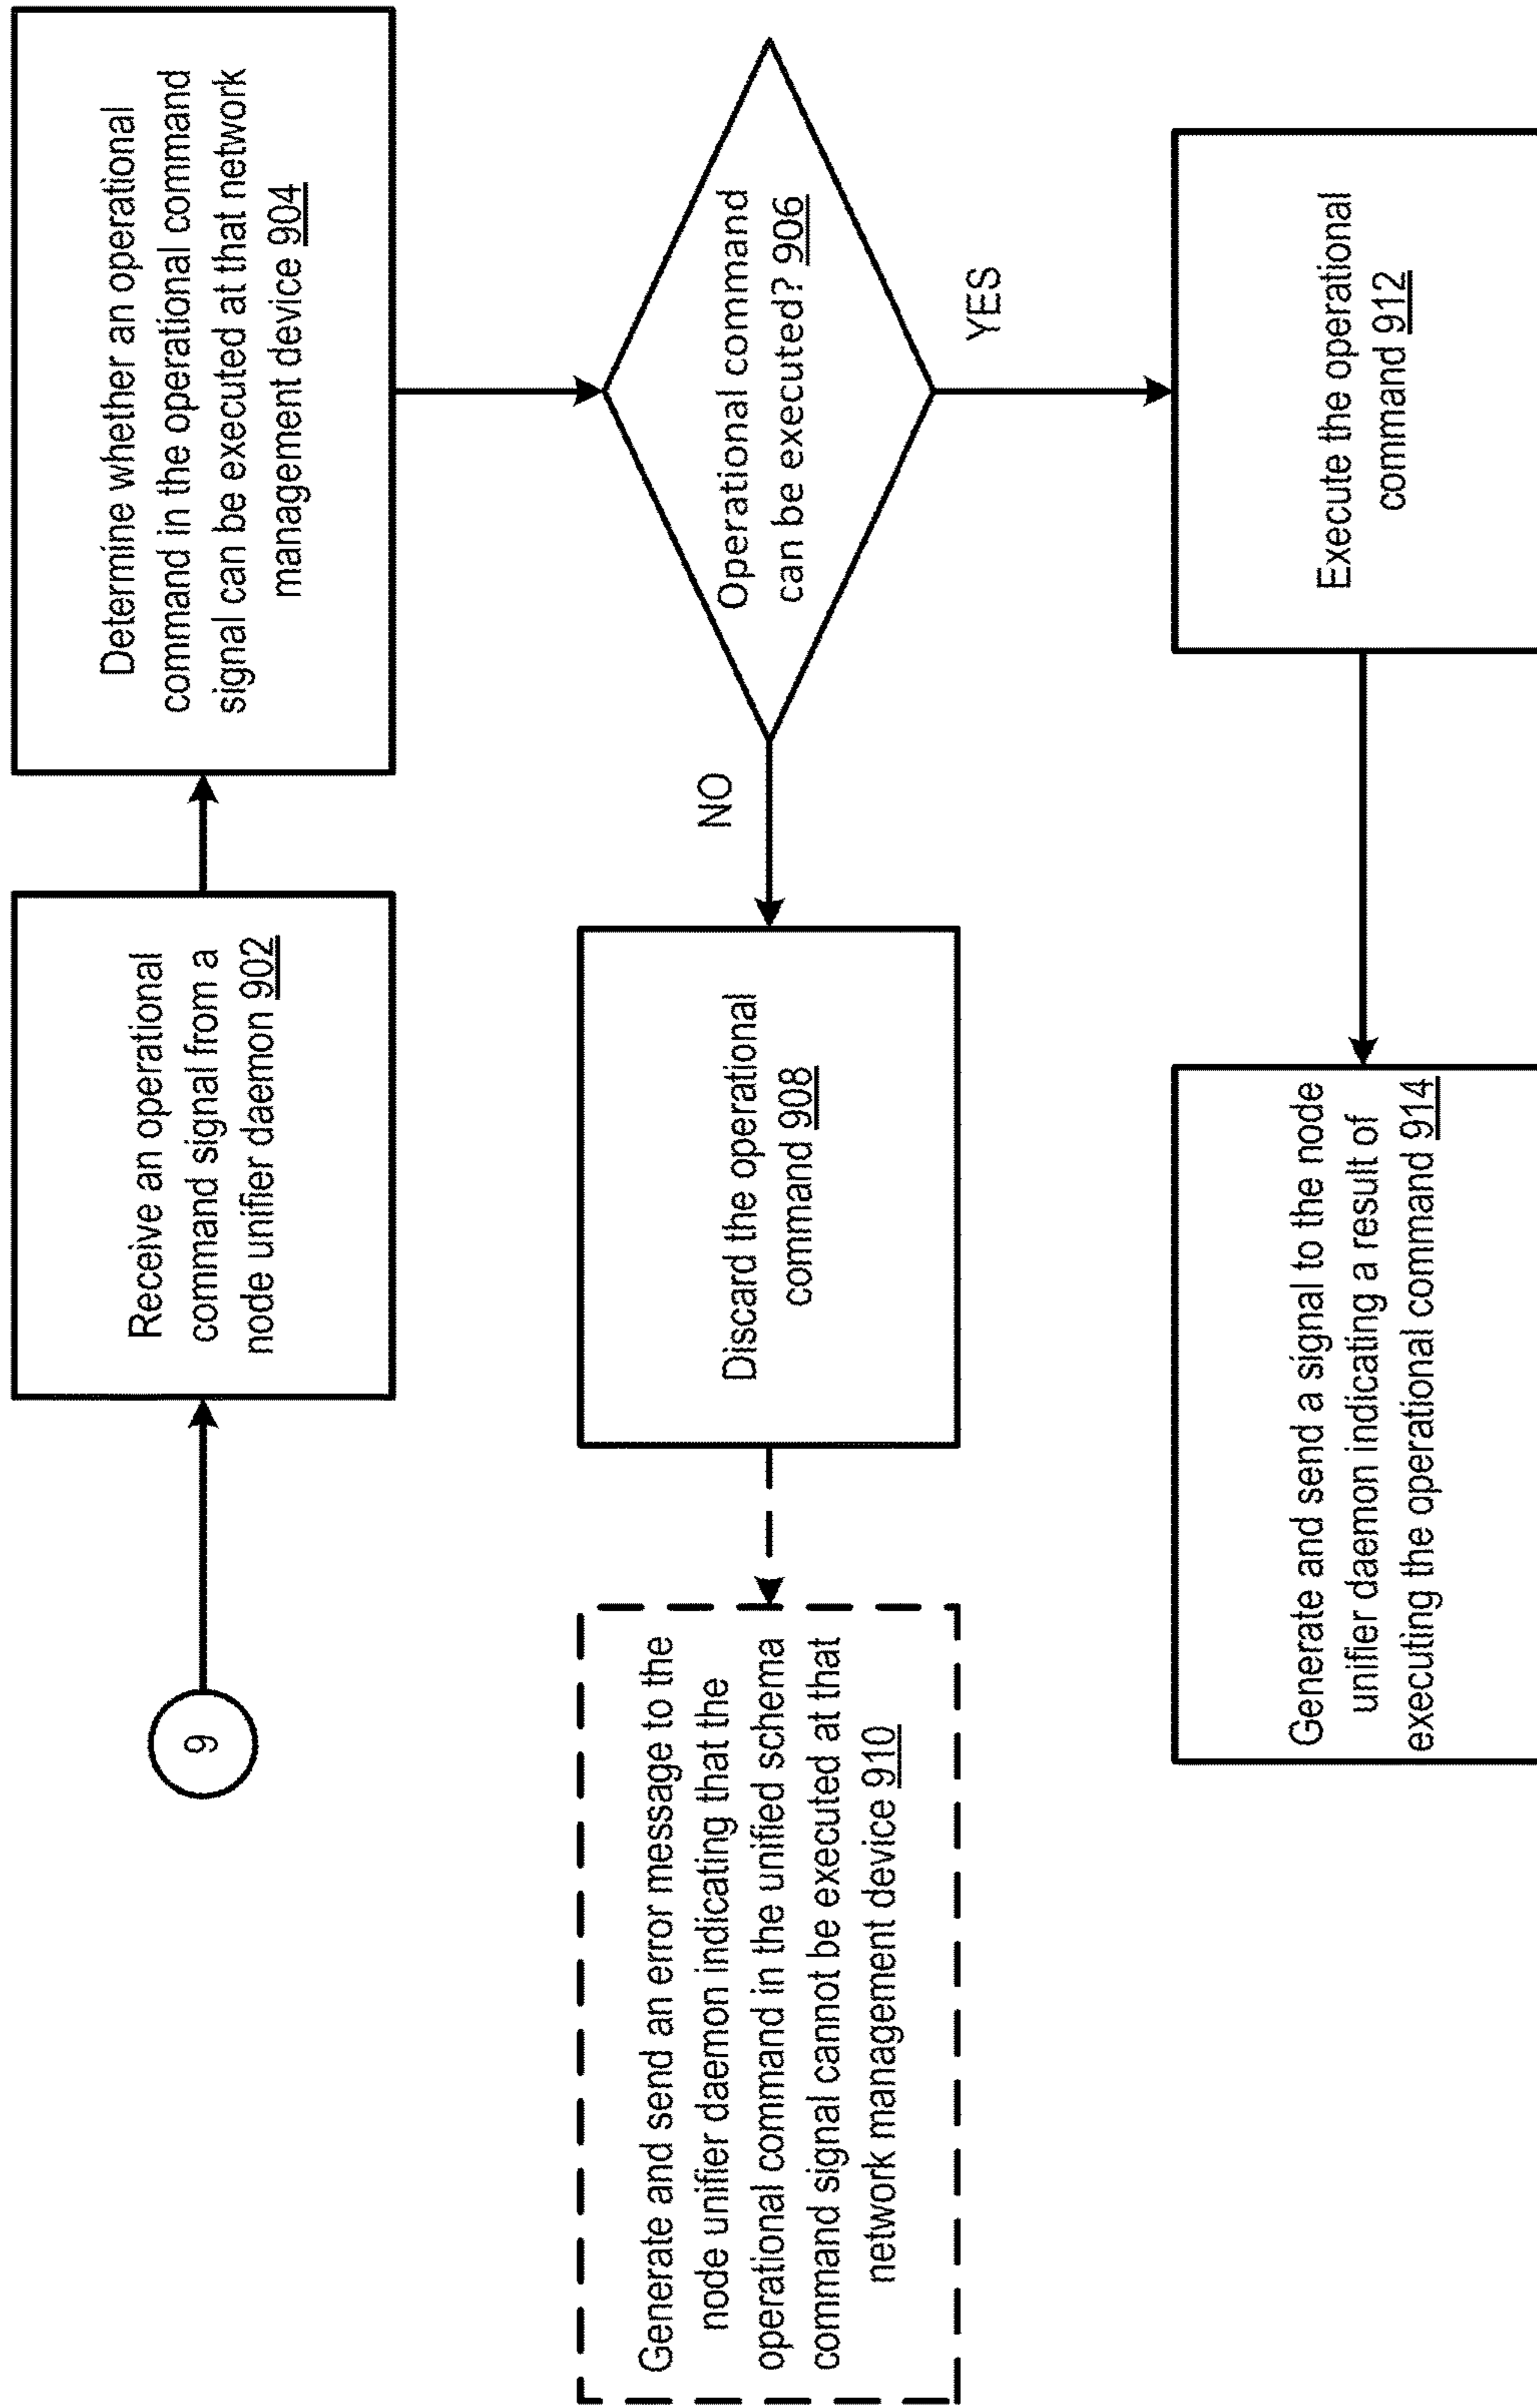 9
Receive an operational
command signal from a
node unifier daemon 902
Determine whether an operational
command in the operational command
signal can be executed at that network
management device 904
Operational command
can be executed? 906
NO
YES
Discard the operational
command 908
Generate and send an error message to the
node unifier daemon indicating that the
operational command in the unified schema
command signal cannot be executed at that
network management device 910
Execute the operational
command 912
Generate and send a signal to the node
unifier daemon indicating a result of
executing the operational command 914